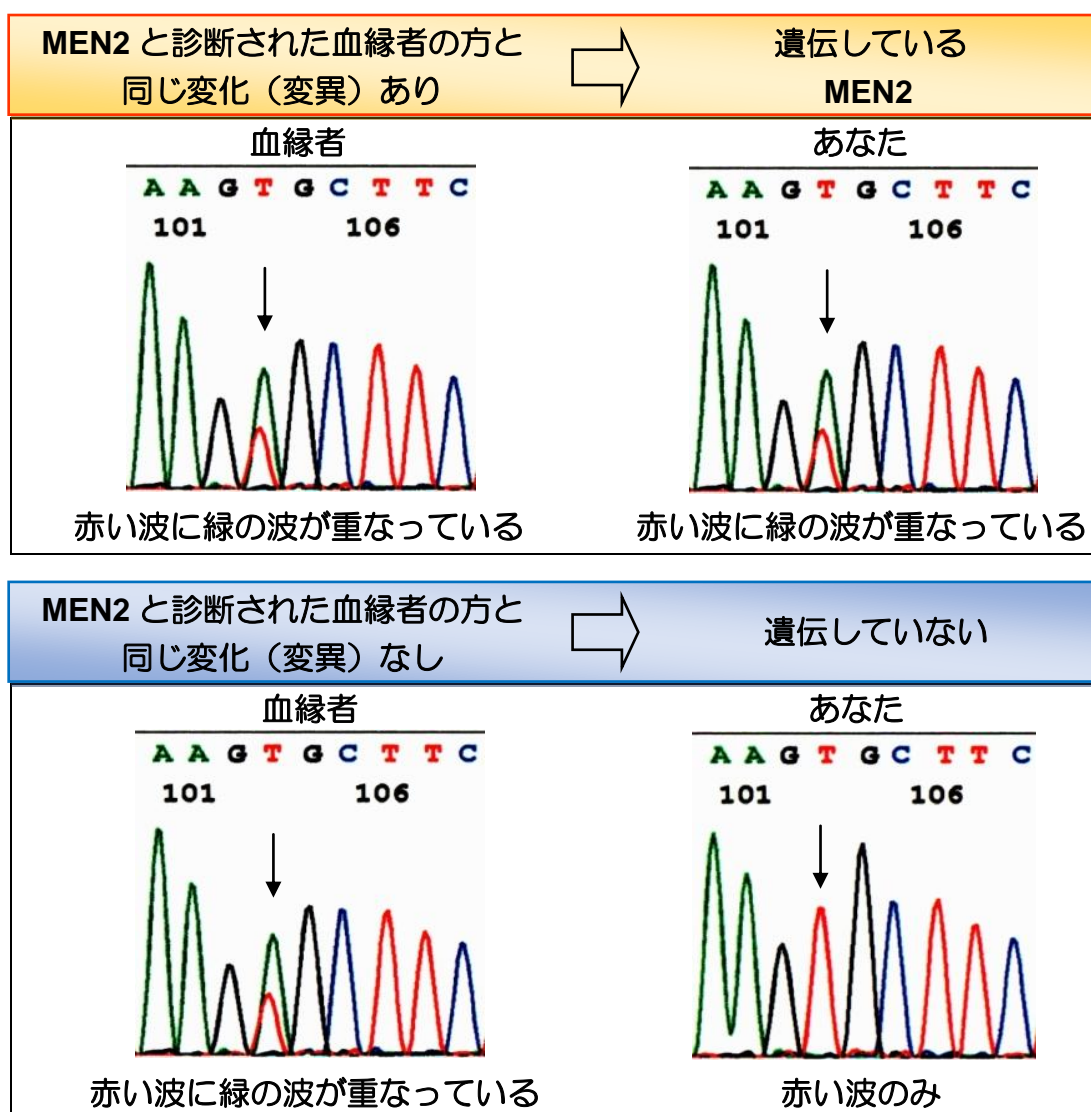 MEN2 と診断された血縁者の方と
同じ変化（変異）あり
遺伝している
MEN2
血縁者
あなた
A A G T G C T T C
101 106
A A G T G C T T C
101 106
赤い波に緑の波が重なっている
赤い波に緑の波が重なっている
MEN2 と診断された血縁者の方と
同じ変化（変異）なし
遺伝していない
血縁者
あなた
A A G T G C T T C
101 106
A A G T G C T T C
101 106
赤い波に緑の波が重なっている
赤い波のみ